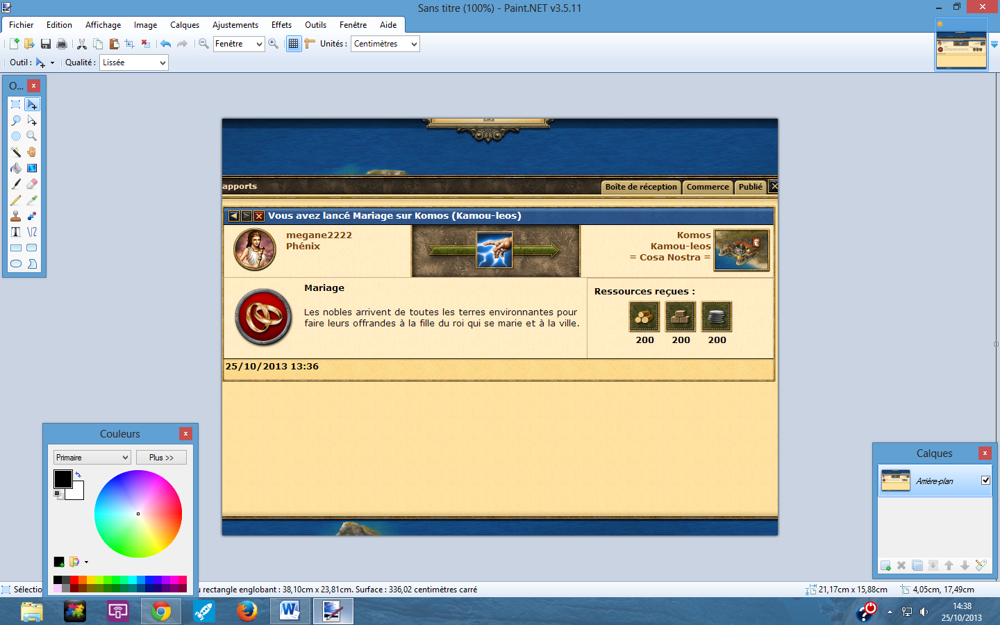 Sans titre (100%) - Paint.NET v3.5.11
Fichier Edition Affichage Image Calques Ajustements Effets Outils Fenêtre Aide
Fenêtre Unités : Centimètres
Outil : Qualité : Lissée
O...
apports
Boîte de réception Commerce Publié
Vous avez lancé Mariage sur Komos (Kamou-leos)
megane2222
Phénix
Komos
Kamou-leos
= Cosa Nostra =
Mariage
Les nobles arrivent de toutes les terres environnantes pour
faire leurs offrandes à la fille du roi qui se marie et à la ville.
Ressources reçues :
200 200 200
25/10/2013 13:36
Couleurs
Primaire Plus >>
Calques
Arrière-plan
Sélectio
u rectangle englobant : 38,10cm x 23,81cm. Surface : 336,02 centimètres carré
21,17cm x 15,88cm 4,05cm, 17,49cm
14:38
25/10/2013